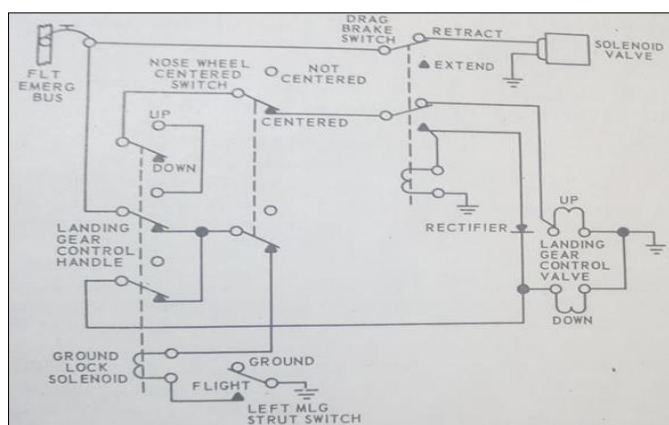 DRAG
BRAKE
SWITCH
RETRACT
SOLENOID
VALVE
FLT
EMERG
BUS
NOSE WHEEL
CENTERED
SWITCH
NOT
CENTERED
EXTEND
UP
CENTERED
DOWN
LANDING
GEAR
CONTROL
HANDLE
RECTIFIER
UP
LANDING
GEAR
CONTROL
VALVE
DOWN
GROUND
LOCK
SOLENOID
GROUND
FLIGHT
LEFT MLG
STRUT SWITCH